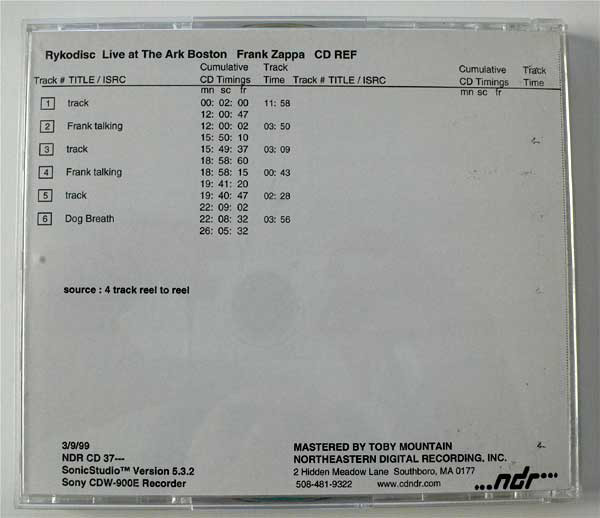 Rykodisc Live at The Ark Boston Frank Zappa CD REF
Cumulative Track Cumulative Track
Track # TITLE / ISRC CD Timings Time Track # TITLE / ISRC CD Timings Time
mn sc fr mn sc fr
1 track 00: 02: 00 11: 58
12: 00: 47
2 Frank talking 12: 00: 02 03: 50
15: 50: 10
3 track 15: 49: 37 03: 09
18: 58: 60
4 Frank talking 18: 58: 15 00: 43
19: 41: 20
5 track 19: 40: 47 02: 28
22: 09: 02
6 Dog Breath 22: 08: 32 03: 56
26: 05: 32
source : 4 track reel to reel
3/9/99
NDR CD 37---
SonicStudio™ Version 5.3.2
Sony CDW-900E Recorder
MASTERED BY TOBY MOUNTAIN
NORTHEASTERN DIGITAL RECORDING, INC.
2 Hidden Meadow Lane Southboro, MA 0177
508-481-9322 www.cdndr.com
...ndr...